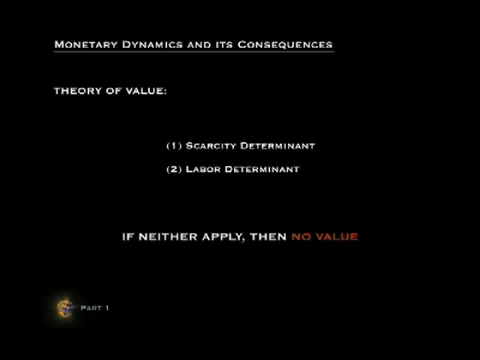 Monetary Dynamics and its Consequences
THEORY OF VALUE:
(1) Scarcity Determinant
(2) Labor Determinant
IF NEITHER APPLY, THEN NO VALUE
Part 1